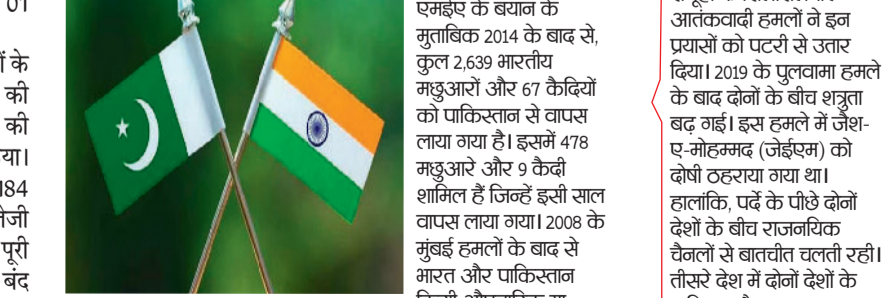 01
ों के
की
की
या।
184
तेजी
पूरी
बंद
एमईए के बयान के
मुताबिक 2014 के बाद से,
कुल 2,639 भारतीय
मछुआरों और 67 कैदियों
को पाकिस्तान से वापस
लाया गया है। इसमें 478
मछुआरे और 9 कैदी
शामिल हैं जिन्हें इसी साल
वापस लाया गया। 2008 के
मुंबई हमलों के बाद से
भारत और पाकिस्तान
आतंकवादी हमलों ने इन
प्रयासों को पटरी से उतार
दिया। 2019 के पुलवामा हमले
के बाद दोनों के बीच शत्रुता
बढ़ गई। इस हमले में जैश-
ए-मोहम्मद (जेईएम) को
दोषी ठहराया गया था।
हालांकि, पर्दे के पीछे दोनों
देशों के बीच राजनयिक
चैनलों से बातचीत चलती रही।
तीसरे देश में दोनों देशों के